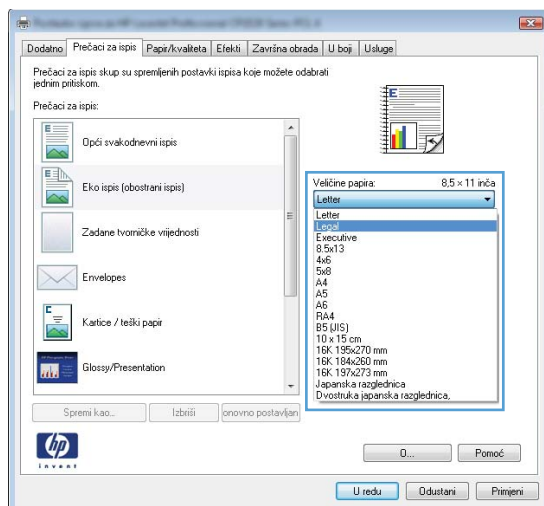 Dodatno
Prečaci za ispis
Papir/kvaliteta
Efekti
Završna obrada
U boji
Usluge
Prečaci za ispis skup su spremljenih postavki ispisa koje možete odabrati
jednim pritiskom.
Prečaci za ispis:
Opći svakodnevni ispis
Eko ispis (obostrani ispis)
Zadane tvorničke vrijednosti
Envelopes
Kartice / teški papir
Glossy/Presentation
Veličine papira: 8,5 × 11 inča
Letter
Letter
Legal
Executive
8.5x13
4x6
5x8
A4
A5
A6
RA4
B5 (JIS)
10 x 15 cm
16K 195x270 mm
16K 184x260 mm
16K 197x273 mm
Japanska razglednica
Dvostruka japanska razglednica,
Spremi kao...
Izbriši
onovno postavljan
hp
invent
O...
Pomoć
U redu
Odustani
Primjeni